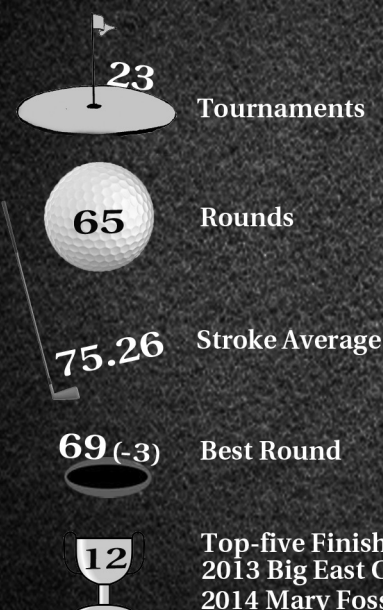 23
Tournaments
65
Rounds
75.26
Stroke Average
69 (-3)
Best Round
12
Top-five Finish
2013 Big East
2014 Mary